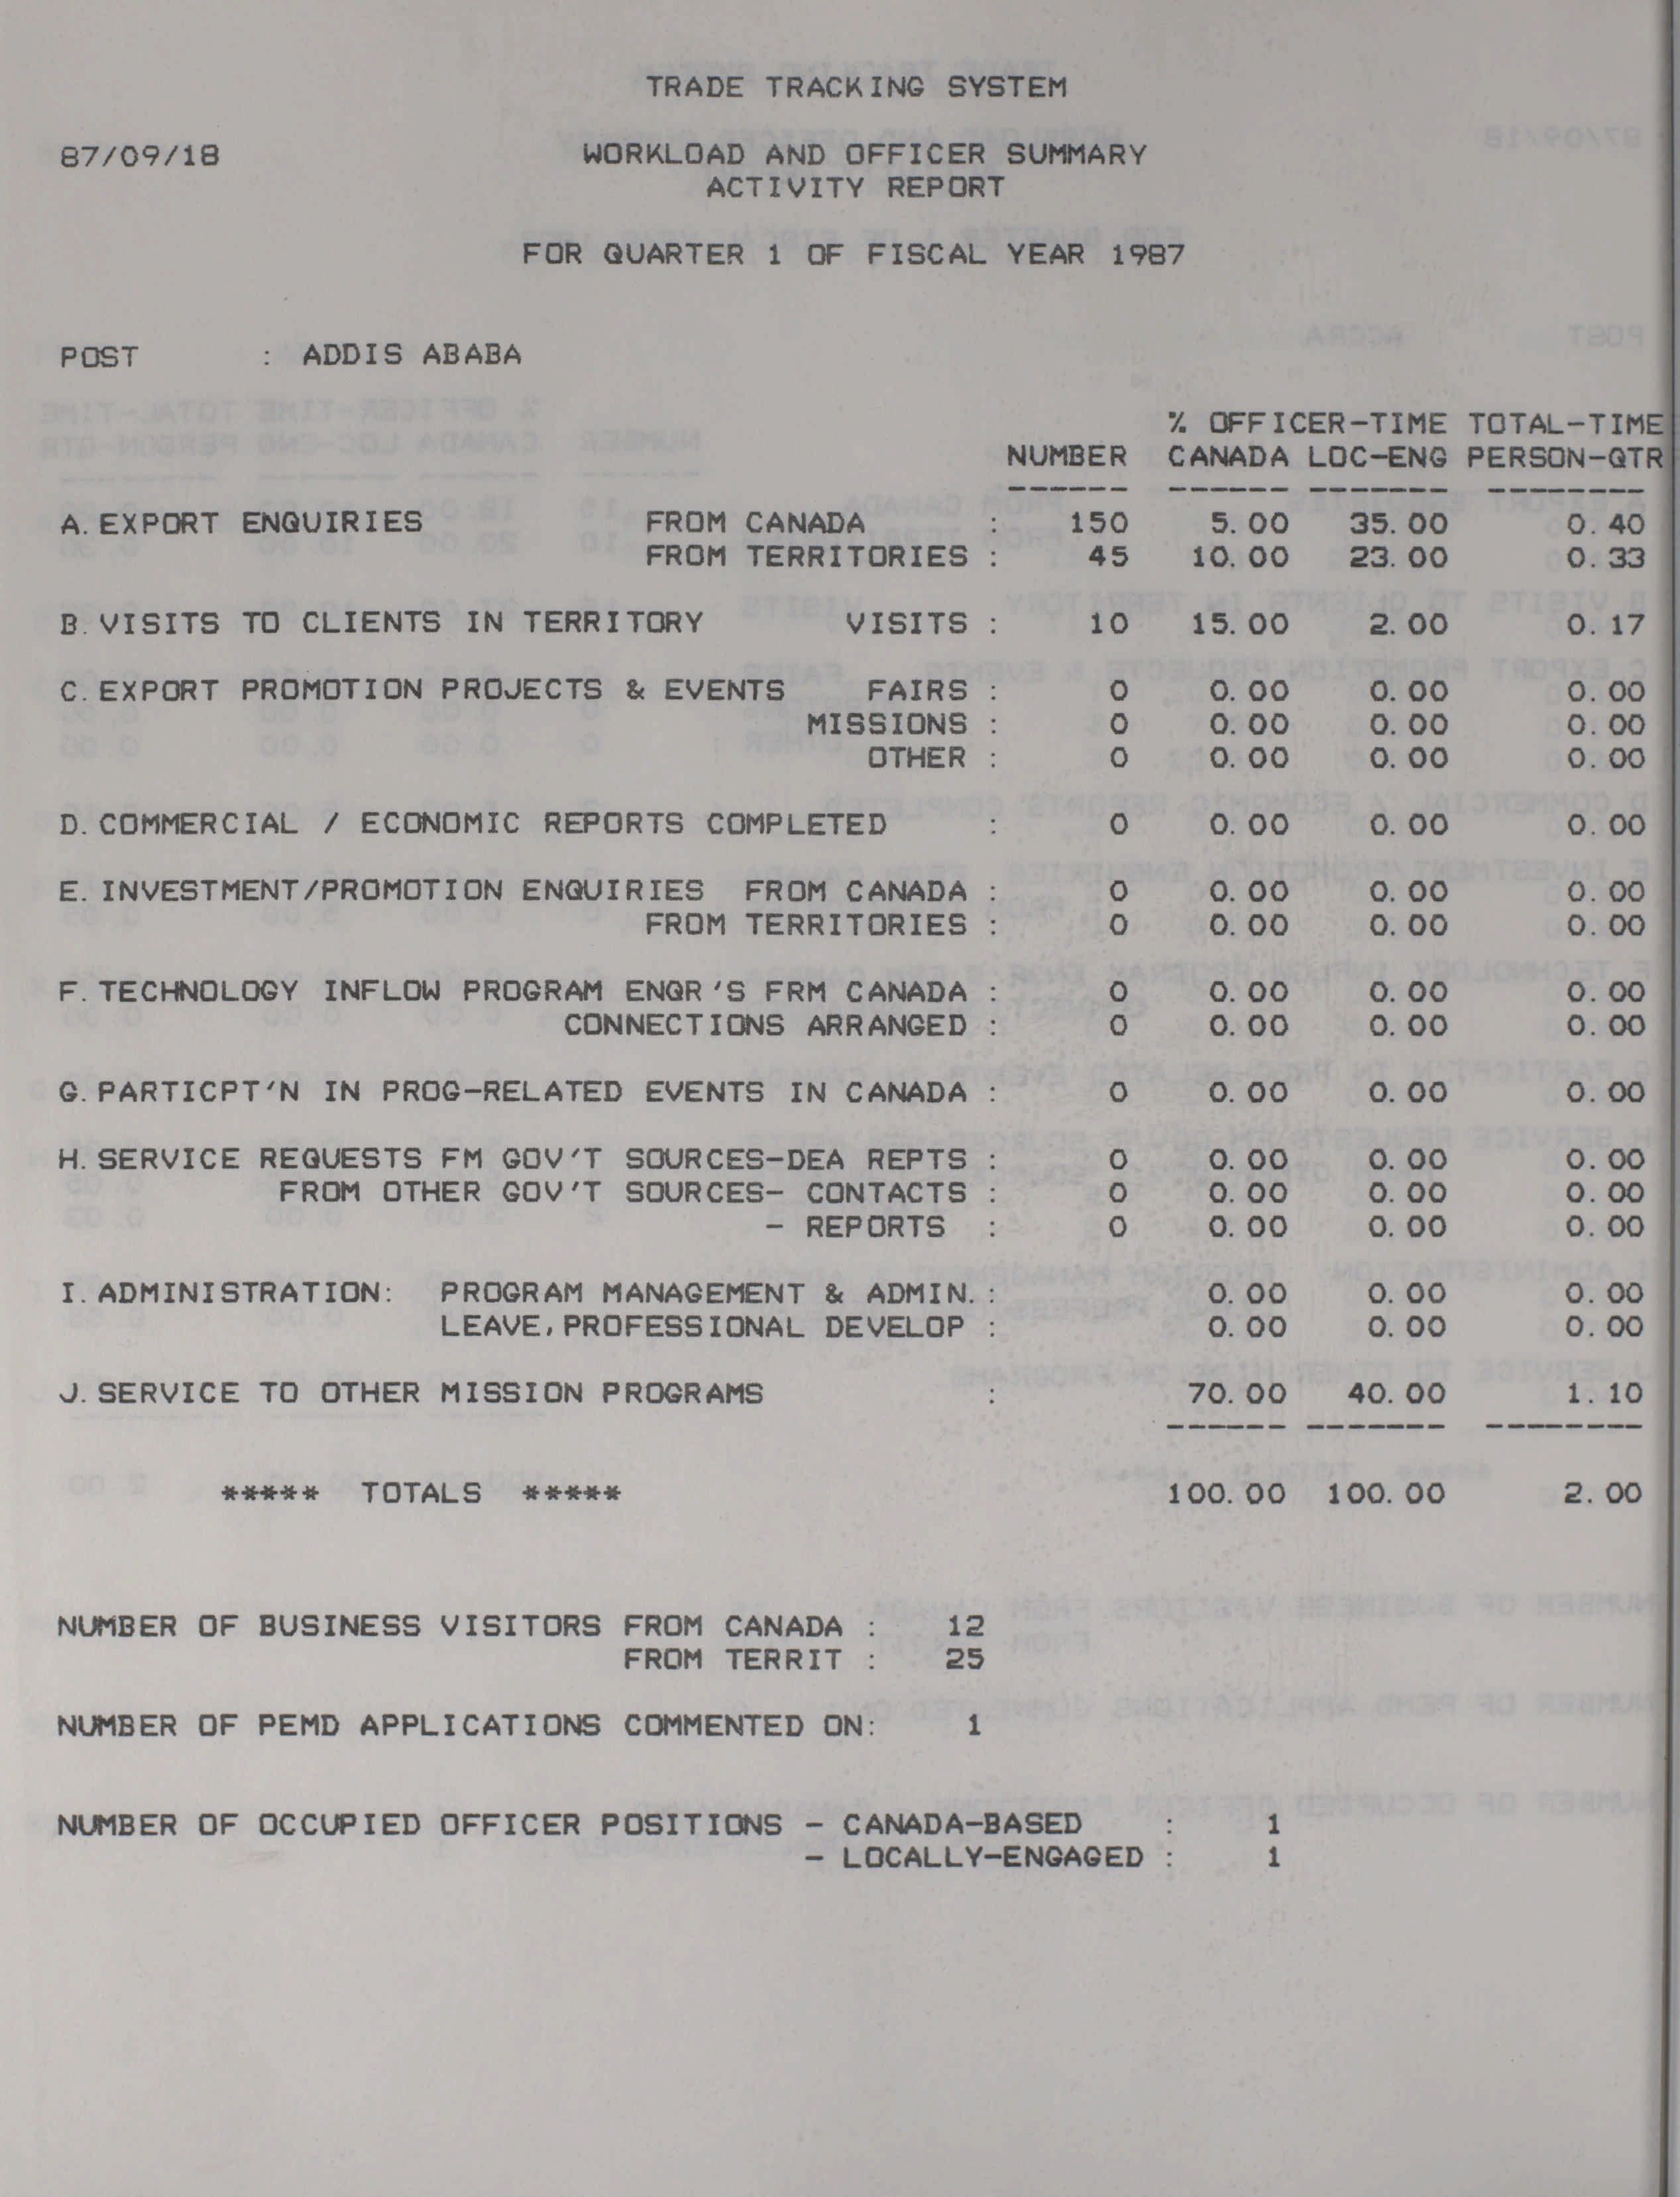 TRADE TRACKING SYSTEM
87/09/18 WORKLOAD AND OFFICER SUMMARY
ACTIVITY REPORT
FOR QUARTER 1 OF FISCAL YEAR 1987
POST : ADDIS ABABA
% OFFICER-TIME TOTAL-TIME
NUMBER CANADA LOC-ENG PERSON-QTR
------ ------ ------- --------
A. EXPORT ENQUIRIES FROM CANADA : 150 5.00 35.00 0.40
FROM TERRITORIES : 45 10.00 23.00 0.33
B. VISITS TO CLIENTS IN TERRITORY VISITS : 10 15.00 2.00 0.17
C. EXPORT PROMOTION PROJECTS & EVENTS FAIRS : 0 0.00 0.00 0.00
MISSIONS : 0 0.00 0.00 0.00
OTHER : 0 0.00 0.00 0.00
D. COMMERCIAL / ECONOMIC REPORTS COMPLETED : 0 0.00 0.00 0.00
E. INVESTMENT/PROMOTION ENQUIRIES FROM CANADA : 0 0.00 0.00 0.00
FROM TERRITORIES : 0 0.00 0.00 0.00
F. TECHNOLOGY INFLOW PROGRAM ENQR'S FRM CANADA : 0 0.00 0.00 0.00
CONNECTIONS ARRANGED : 0 0.00 0.00 0.00
G. PARTICPT'N IN PROG-RELATED EVENTS IN CANADA : 0 0.00 0.00 0.00
H. SERVICE REQUESTS FM GOV'T SOURCES-DEA REPTS : 0 0.00 0.00 0.00
FROM OTHER GOV'T SOURCES- CONTACTS : 0 0.00 0.00 0.00
- REPORTS : 0 0.00 0.00 0.00
I. ADMINISTRATION: PROGRAM MANAGEMENT & ADMIN. : 0.00 0.00 0.00
LEAVE, PROFESSIONAL DEVELOP : 0.00 0.00 0.00
J. SERVICE TO OTHER MISSION PROGRAMS : 70.00 40.00 1.10
------ ------- --------
***** TOTALS ***** 100.00 100.00 2.00
NUMBER OF BUSINESS VISITORS FROM CANADA : 12
FROM TERRIT : 25
NUMBER OF PEMD APPLICATIONS COMMENTED ON: 1
NUMBER OF OCCUPIED OFFICER POSITIONS - CANADA-BASED : 1
- LOCALLY-ENGAGED : 1